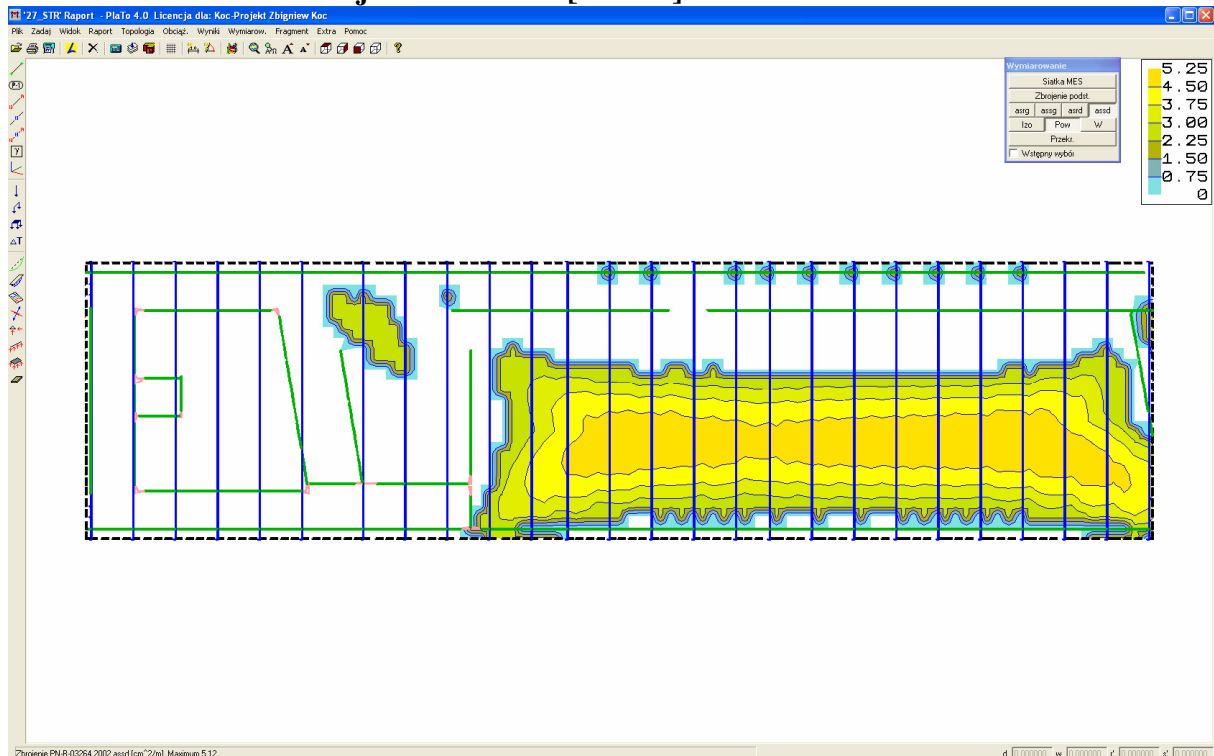 '27_STR' Raport - PlaTo 4.0 Licencja dla: Koc-Projekt Zbigniew Koc
Plik Zadaj Widok Raport Topologia Obciąż. Wyniki Wymiarow. Fragment Extra Pomoc
Wymiarowanie
Siatka MES
Zbrojenie podst.
asrg assg asrd assd
Izo Pow W
Przekr.
Wstępny wybór
5.25
4.50
3.75
3.00
2.25
1.50
0.75
0
P-1
ΔT
Zbrojenie PN-B-03264 2002 assd [cm^2/m] Maximum 5.12
d 0.000000 w 0.000000 r' 0.000000 s' 0.000000